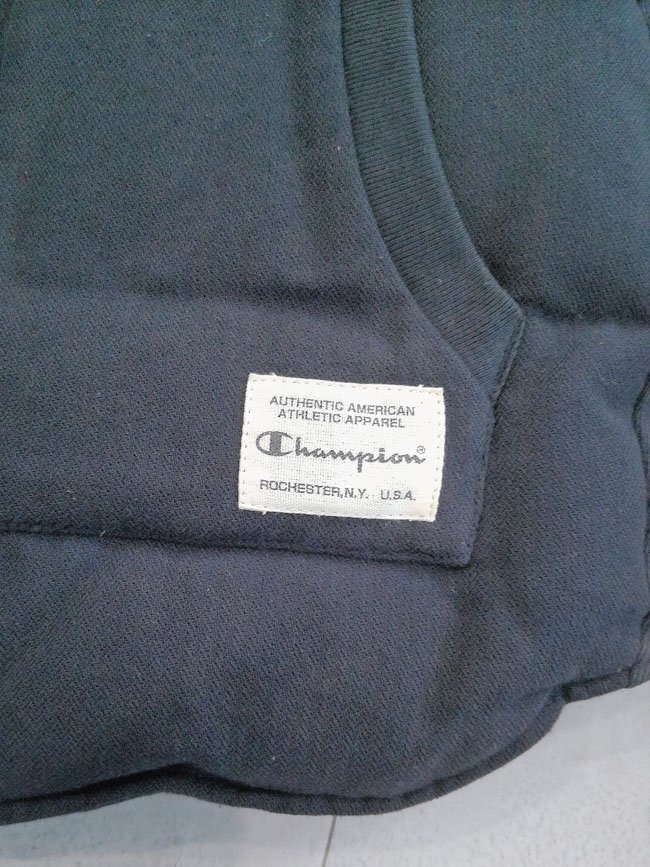 AUTHENTIC AMERICAN
ATHLETIC APPAREL
Champion®
ROCHESTER, N.Y. U.S.A.